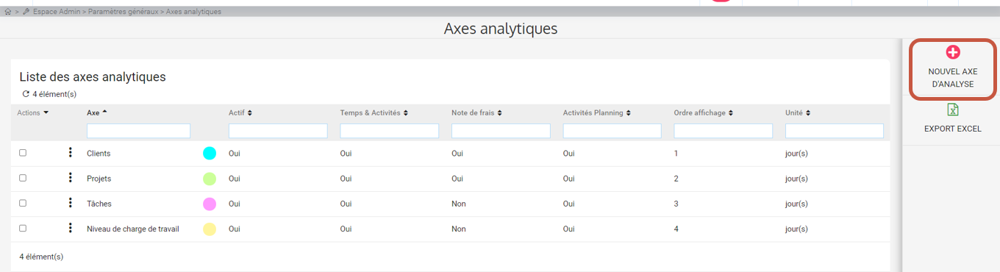 > Espace Admin > Paramètres généraux > Axes analytiques
Axes analytiques
NOUVEL AXE
D'ANALYSE
EXPORT EXCEL
Liste des axes analytiques
4 élément(s)
Actions Axe Actif Temps & Activités Note de frais Activités Planning Ordre affichage Unité
Clients Oui Oui Oui Oui 1 jour(s)
Projets Oui Oui Oui Oui 2 jour(s)
Tâches Oui Oui Non Oui 3 jour(s)
Niveau de charge de travail Oui Oui Non Oui 4 jour(s)
4 élément(s)